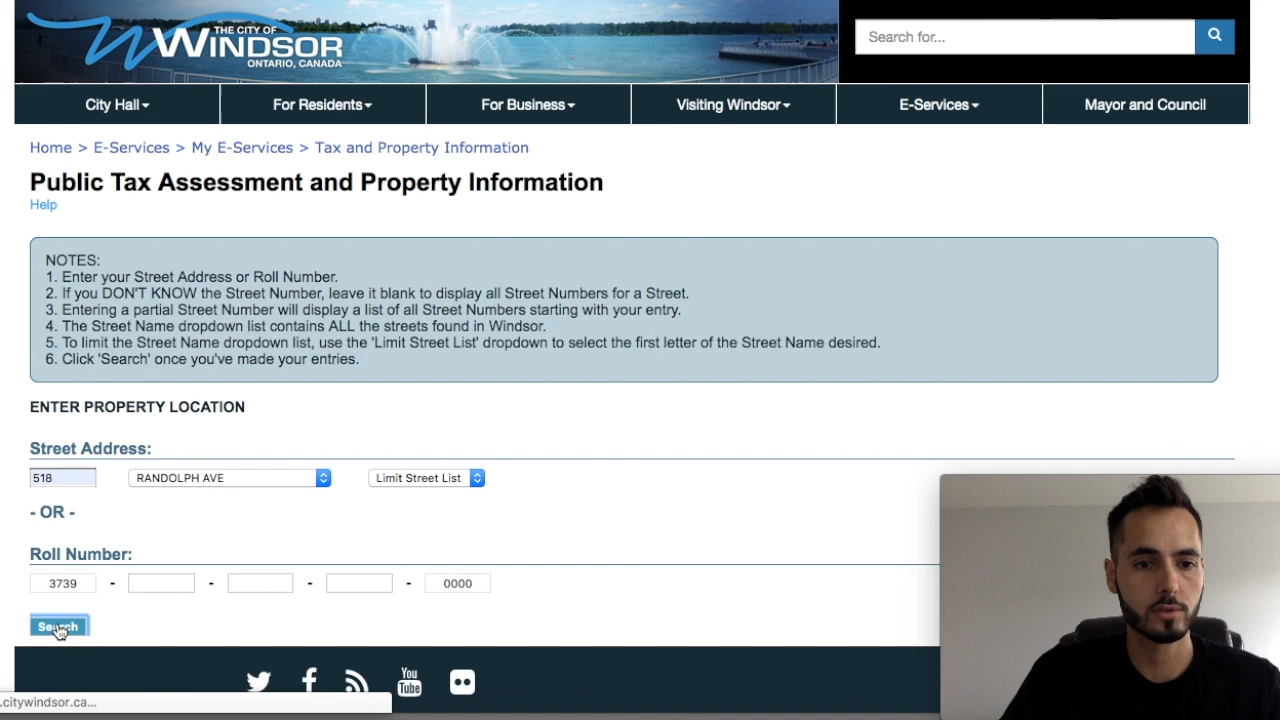 THE CITY OF
WINDSOR
ONTARIO, CANADA
Search for...
City Hall
For Residents
For Business
Visiting Windsor
E-Services
Mayor and Council
Home > E-Services > My E-Services > Tax and Property Information
Public Tax Assessment and Property Information
Help
NOTES:
1. Enter your Street Address or Roll Number.
2. If you DON'T KNOW the Street Number, leave it blank to display all Street Numbers for a Street.
3. Entering a partial Street Number will display a list of all Street Numbers starting with your entry.
4. The Street Name dropdown list contains ALL the streets found in Windsor.
5. To limit the Street Name dropdown list, use the 'Limit Street List' dropdown to select the first letter of the Street Name desired.
6. Click 'Search' once you've made your entries.
ENTER PROPERTY LOCATION
Street Address:
518 RANDOLPH AVE Limit Street List
- OR -
Roll Number:
3739 - - - - 0000
Search
You
Tube
.citywindsor.ca...